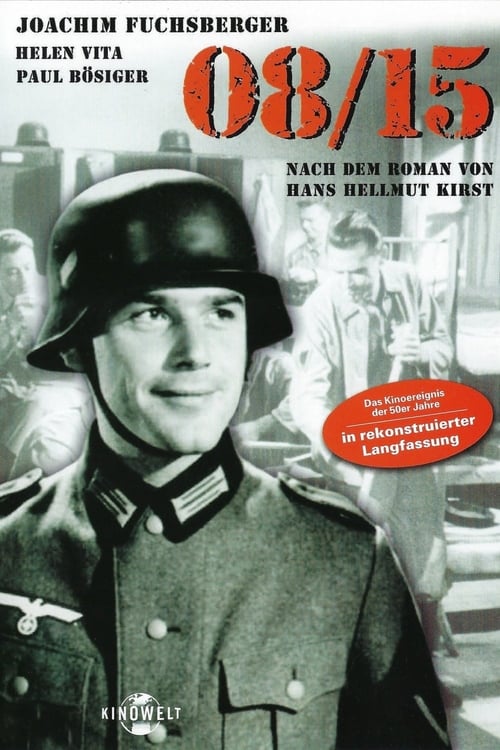 JOACHIM FUCHSBERGER
HELEN VITA
PAUL BÖSIGER
08/15
NACH DEM ROMAN VON
HANS HELLMUT KIRST
Das Kinoereignis
der 50er Jahre
in rekonstruierter
Langfassung
KINOWELT